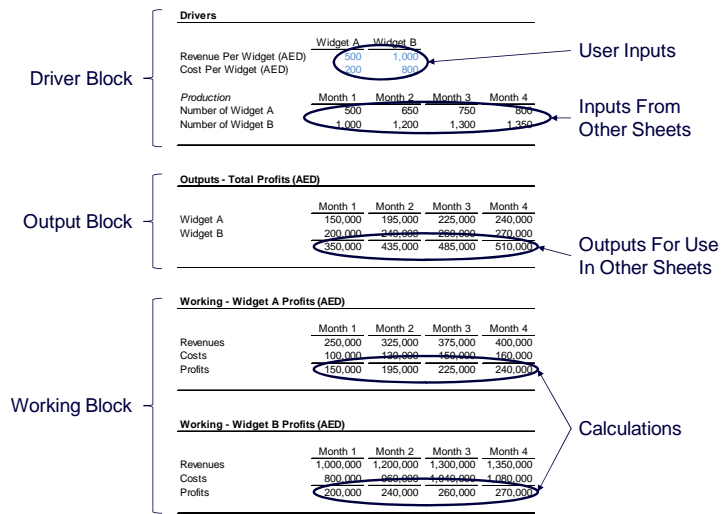 Drivers
Widget A Widget B
User Inputs
Revenue Per Widget (AED) 500 1,000
Cost Per Widget (AED) 200 800
Driver Block
Production Month 1 Month 2 Month 3 Month 4
Inputs From
Other Sheets
Number of Widget A 500 650 750 800
Number of Widget B 1,000 1,200 1,300 1,350
Outputs - Total Profits (AED)
Month 1 Month 2 Month 3 Month 4
Output Block
Widget A 150,000 195,000 225,000 240,000
Widget B 200,000 240,000 260,000 270,000
350,000 435,000 485,000 510,000
Outputs For Use
In Other Sheets
Working - Widget A Profits (AED)
Month 1 Month 2 Month 3 Month 4
Revenues 250,000 325,000 375,000 400,000
Costs 100,000 130,000 150,000 160,000
Profits 150,000 195,000 225,000 240,000
Working Block
Calculations
Working - Widget B Profits (AED)
Month 1 Month 2 Month 3 Month 4
Revenues 1,000,000 1,200,000 1,300,000 1,350,000
Costs 800,000 960,000 1,040,000 1,080,000
Profits 200,000 240,000 260,000 270,000